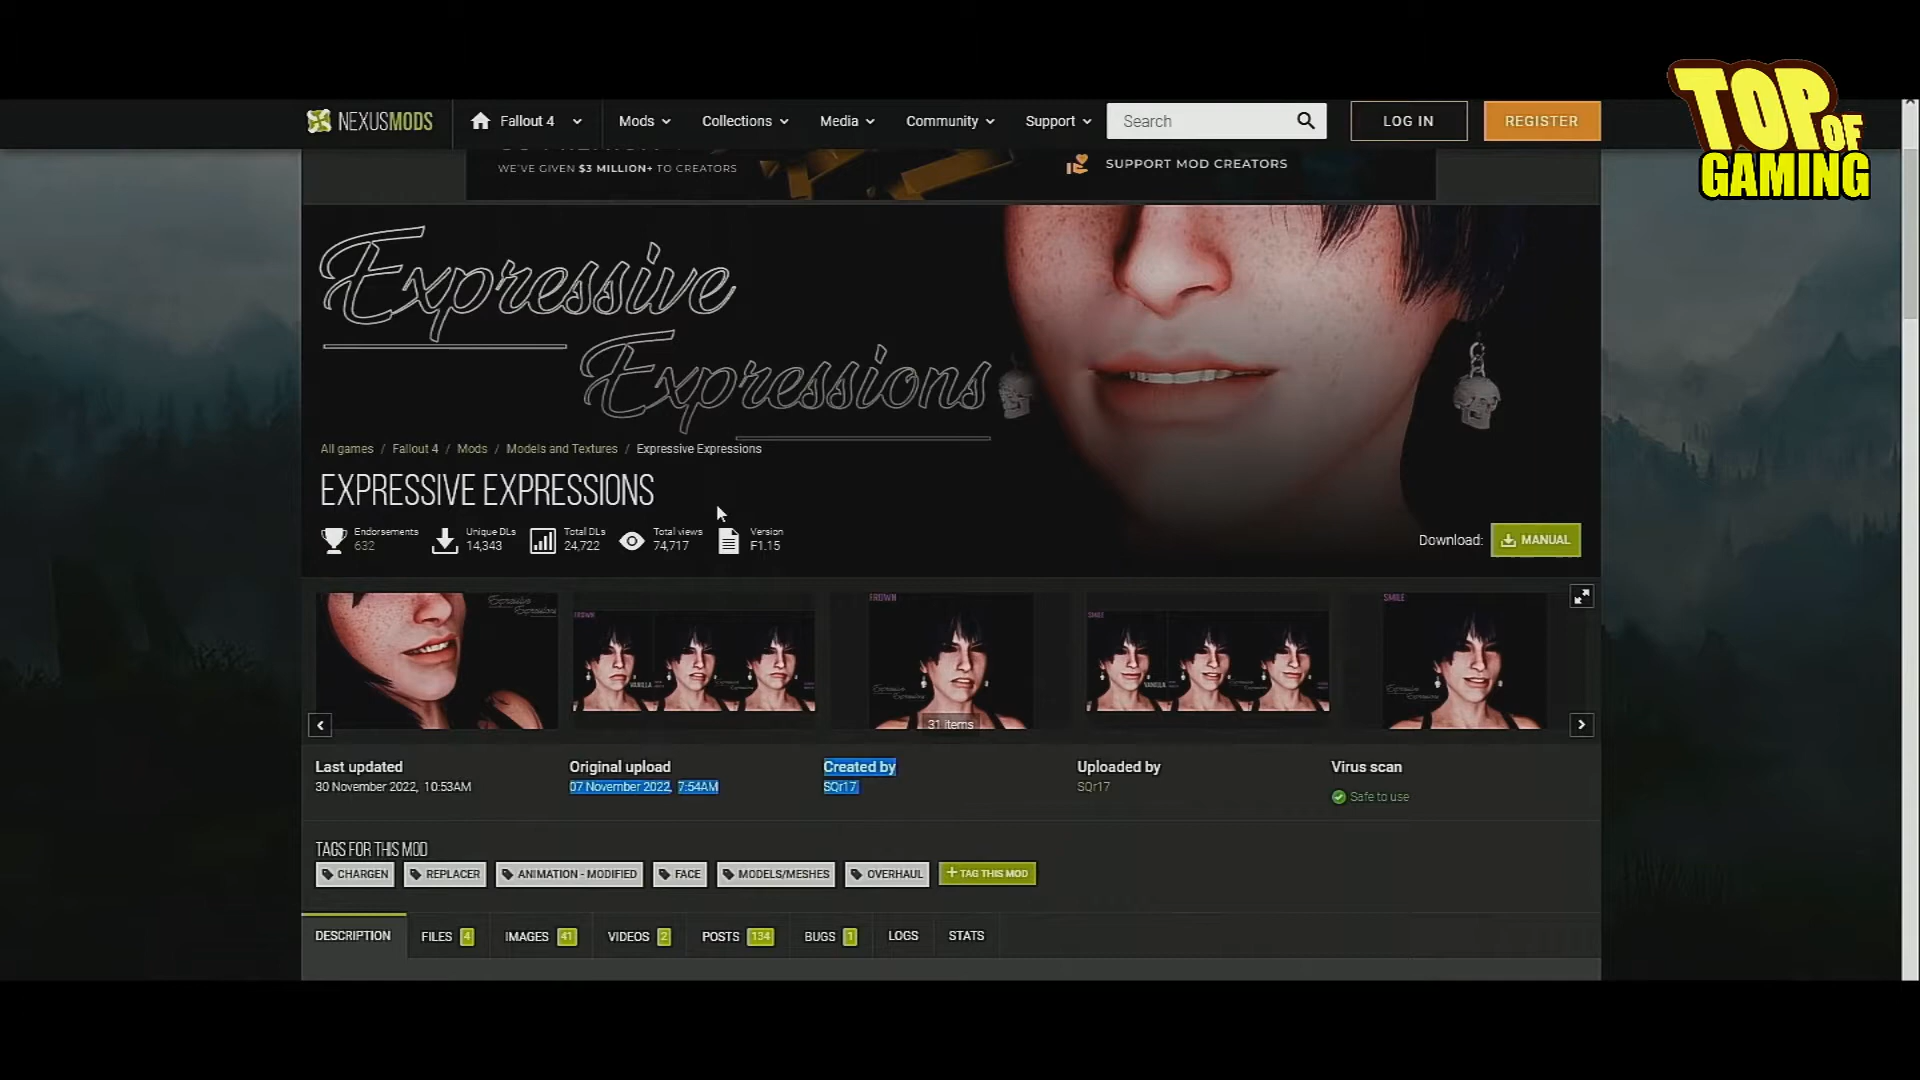 TOP OF GAMING
NEXUSMODS
Fallout 4
Mods
Collections
Media
Community
Support
Search
LOG IN
REGISTER
WE'VE GIVEN $3 MILLION+ TO CREATORS
SUPPORT MOD CREATORS
Expressive
Expressions
All games / Fallout 4 / Mods / Models and Textures / Expressive Expressions
EXPRESSIVE EXPRESSIONS
Endorsements
632
Unique DLs
14,343
Total DLs
24,722
Total views
74,717
Version
F1.15
Download:
MANUAL
Expressive
Expressions
FROWN
VANILLA
FROWN
31 items
SMILE
VANILLA
SMILE
Last updated
30 November 2022, 10:53AM
Original upload
07 November 2022, 7:54AM
Created by
SQr17
Uploaded by
SQr17
Virus scan
Safe to use
TAGS FOR THIS MOD
CHARGEN
REPLACER
ANIMATION - MODIFIED
FACE
MODELS/MESHES
OVERHAUL
+ TAG THIS MOD
DESCRIPTION
FILES 4
IMAGES 41
VIDEOS 2
POSTS 134
BUGS 1
LOGS
STATS